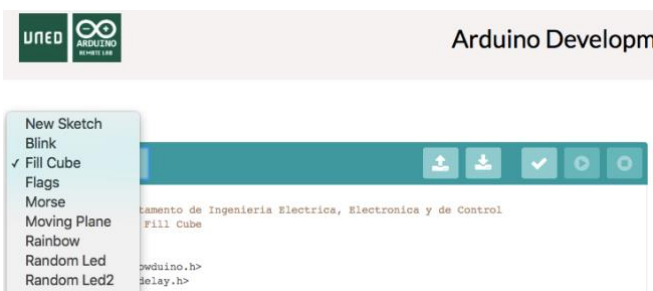 UNED
ARDUINO
REMOTE LAB
Arduino Developm
New Sketch
Blink
✓ Fill Cube
Flags
Morse
Moving Plane
Rainbow
Random Led
Random Led2
tamento de Ingenieria Electrica, Electronica y de Control
Fill Cube
owduino.h>
delay.h>